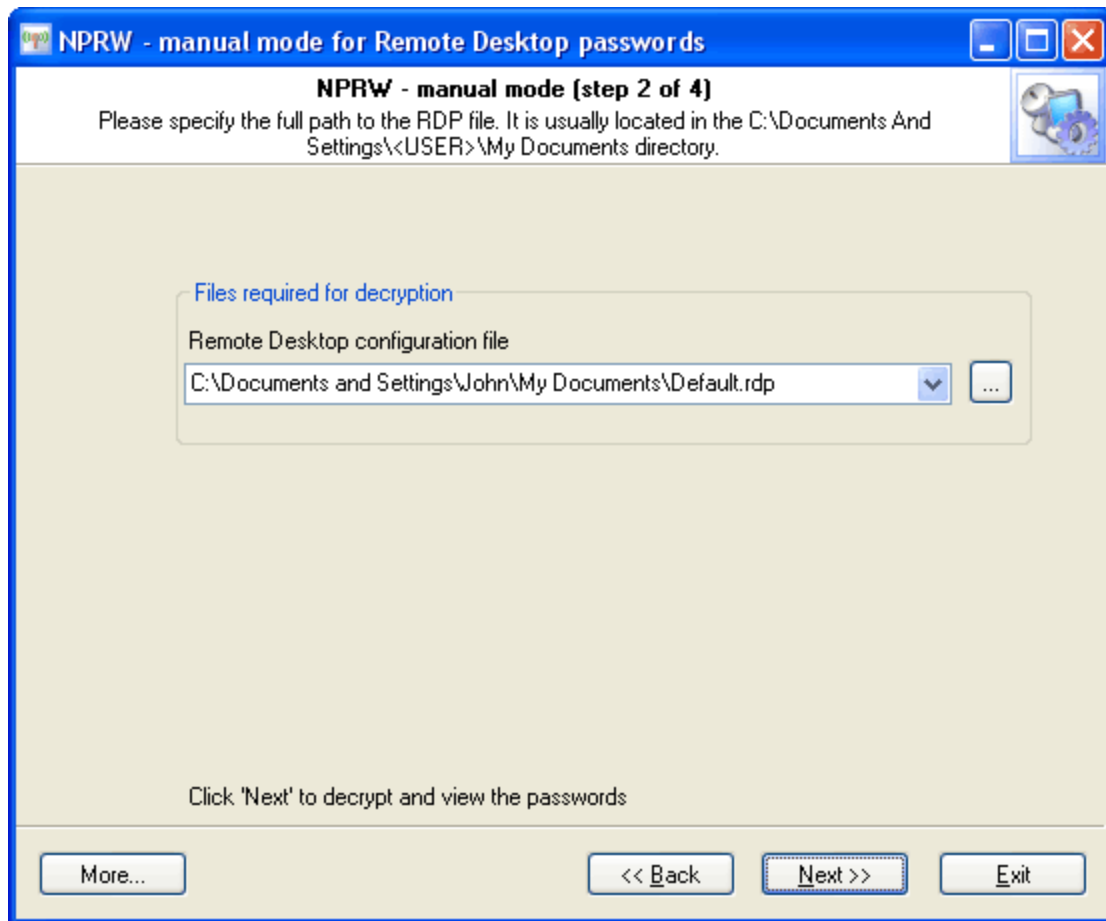 NPRW - manual mode for Remote Desktop passwords
NPRW - manual mode (step 2 of 4)
Please specify the full path to the RDP file. It is usually located in the C:\Documents And
Settings\<USER>\My Documents directory.
Files required for decryption
Remote Desktop configuration file
C:\Documents and Settings\John\My Documents\Default.rdp
...
Click 'Next' to decrypt and view the passwords
More...
<< Back
Next >>
Exit